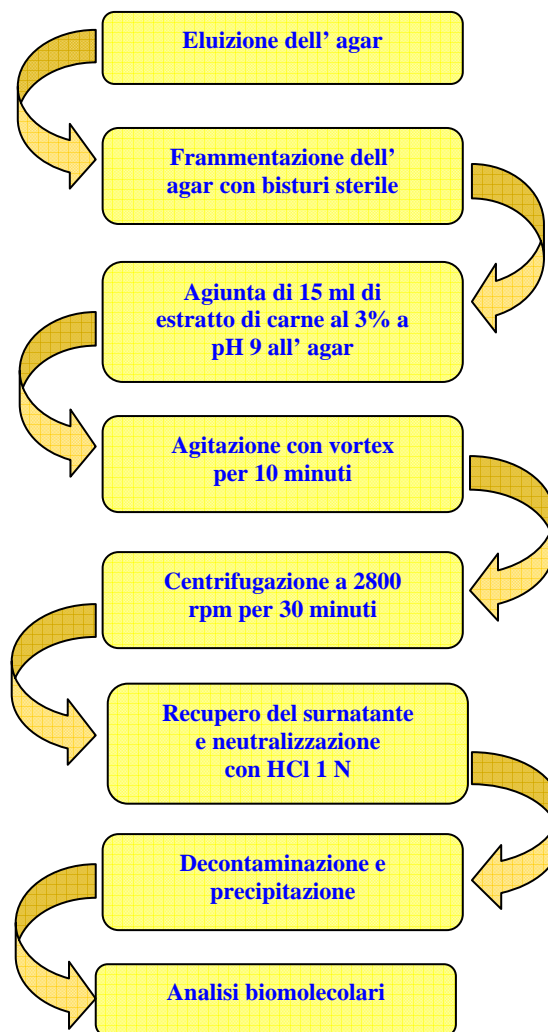 Eluizione dell’ agar
Frammentazione dell’
agar con bisturi sterile
Agiunta di 15 ml di
estratto di carne al 3% a
pH 9 all’ agar
Agitazione con vortex
per 10 minuti
Centrifugazione a 2800
rpm per 30 minuti
Recupero del surnatante
e neutralizzazione
con HCl 1 N
Decontaminazione e
precipitazione
Analisi biomolecolari